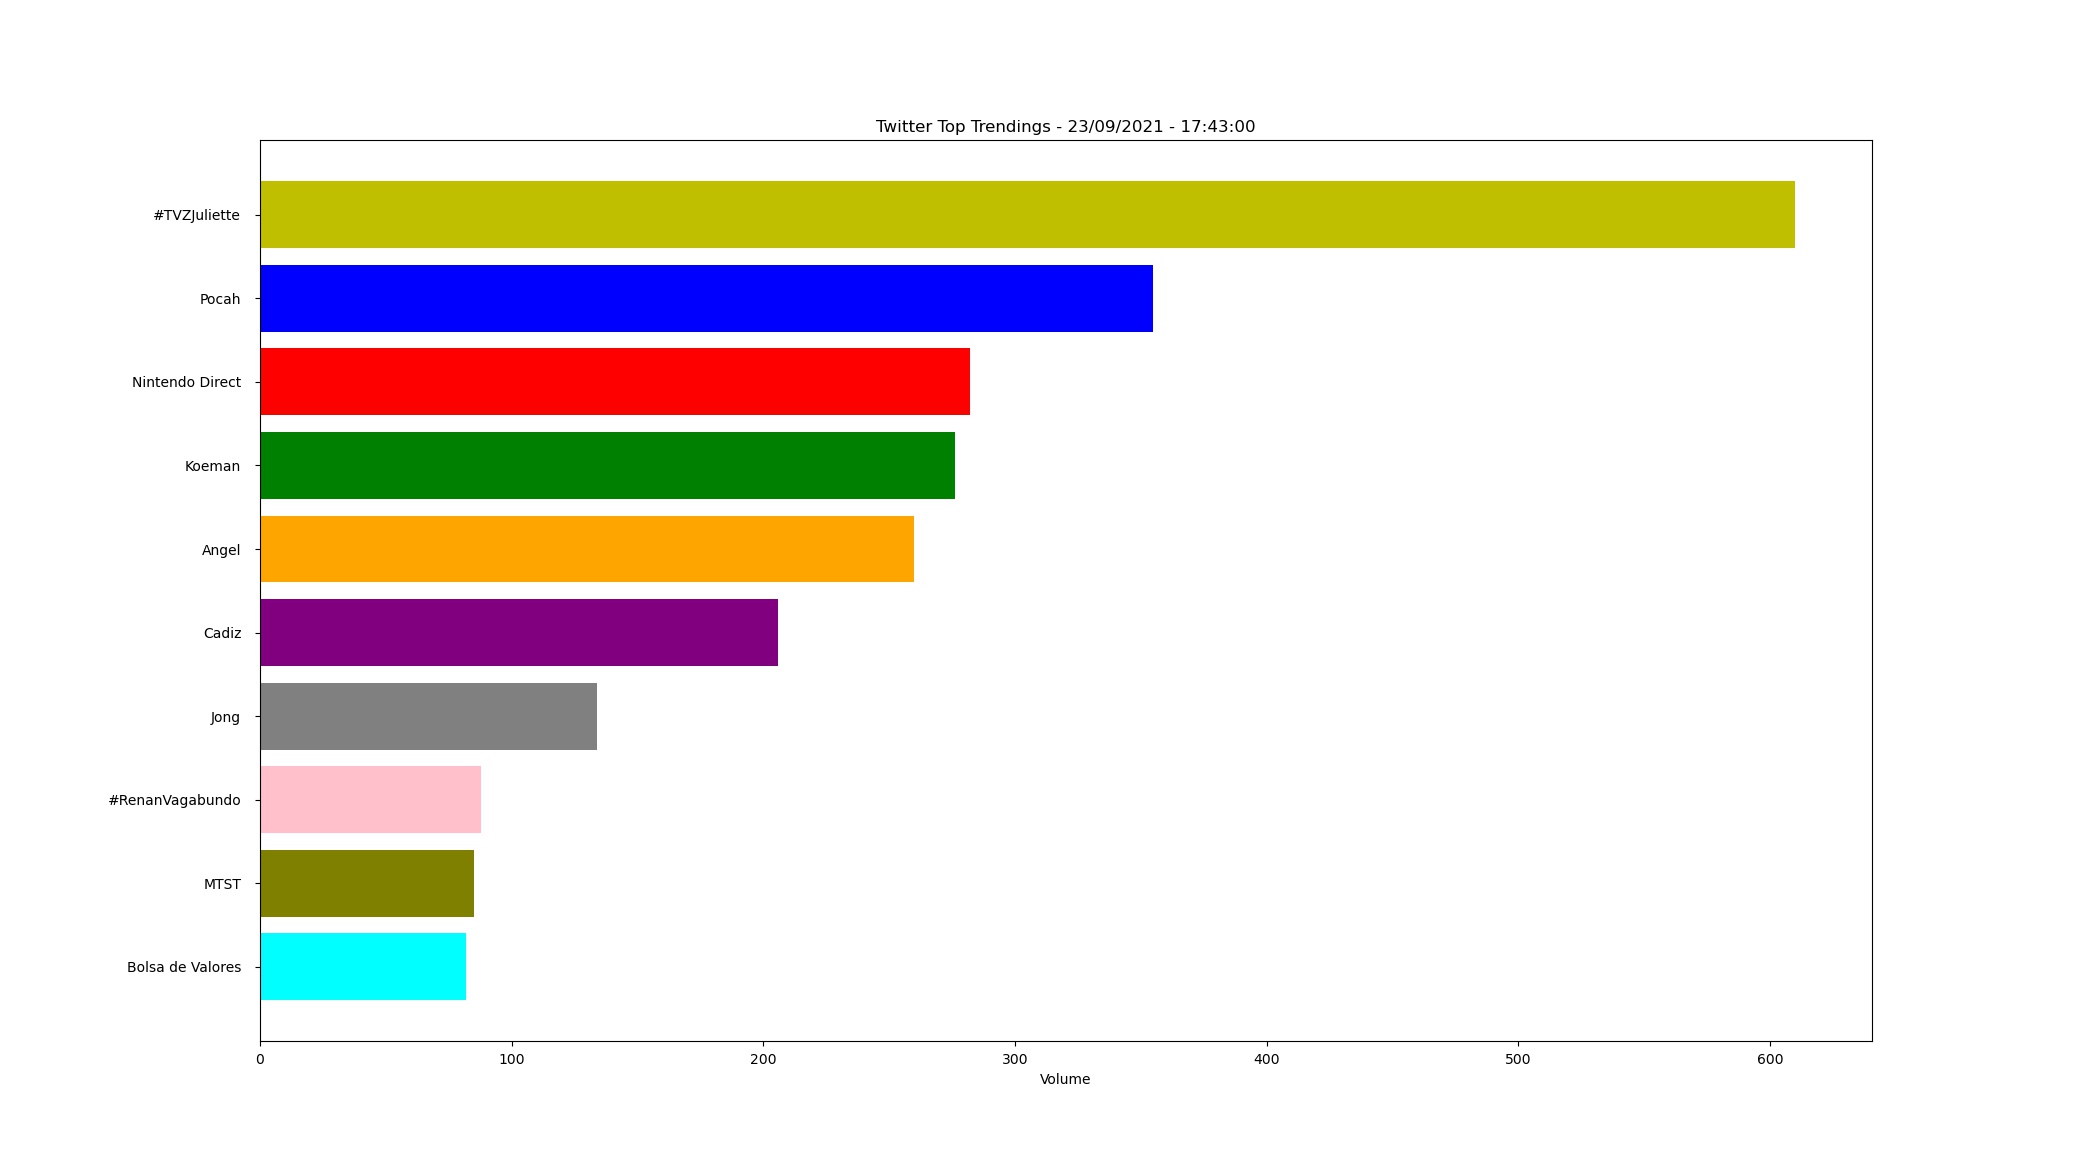 Twitter Top Trendings - 23/09/2021 - 17:43:00
#TVZJuliette
Pocah
Nintendo Direct
Koeman
Angel
Cadiz
Jong
#RenanVagabundo
MTST
Bolsa de Valores
0 100 200 300 400 500 600
Volume